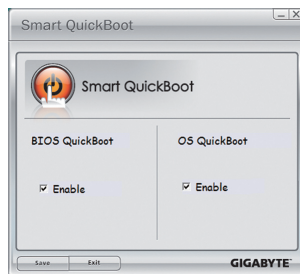 Smart QuickBoot
Smart QuickBoot
BIOS QuickBoot
OS QuickBoot
Enable
Enable
Save
Exit
GIGABYTE